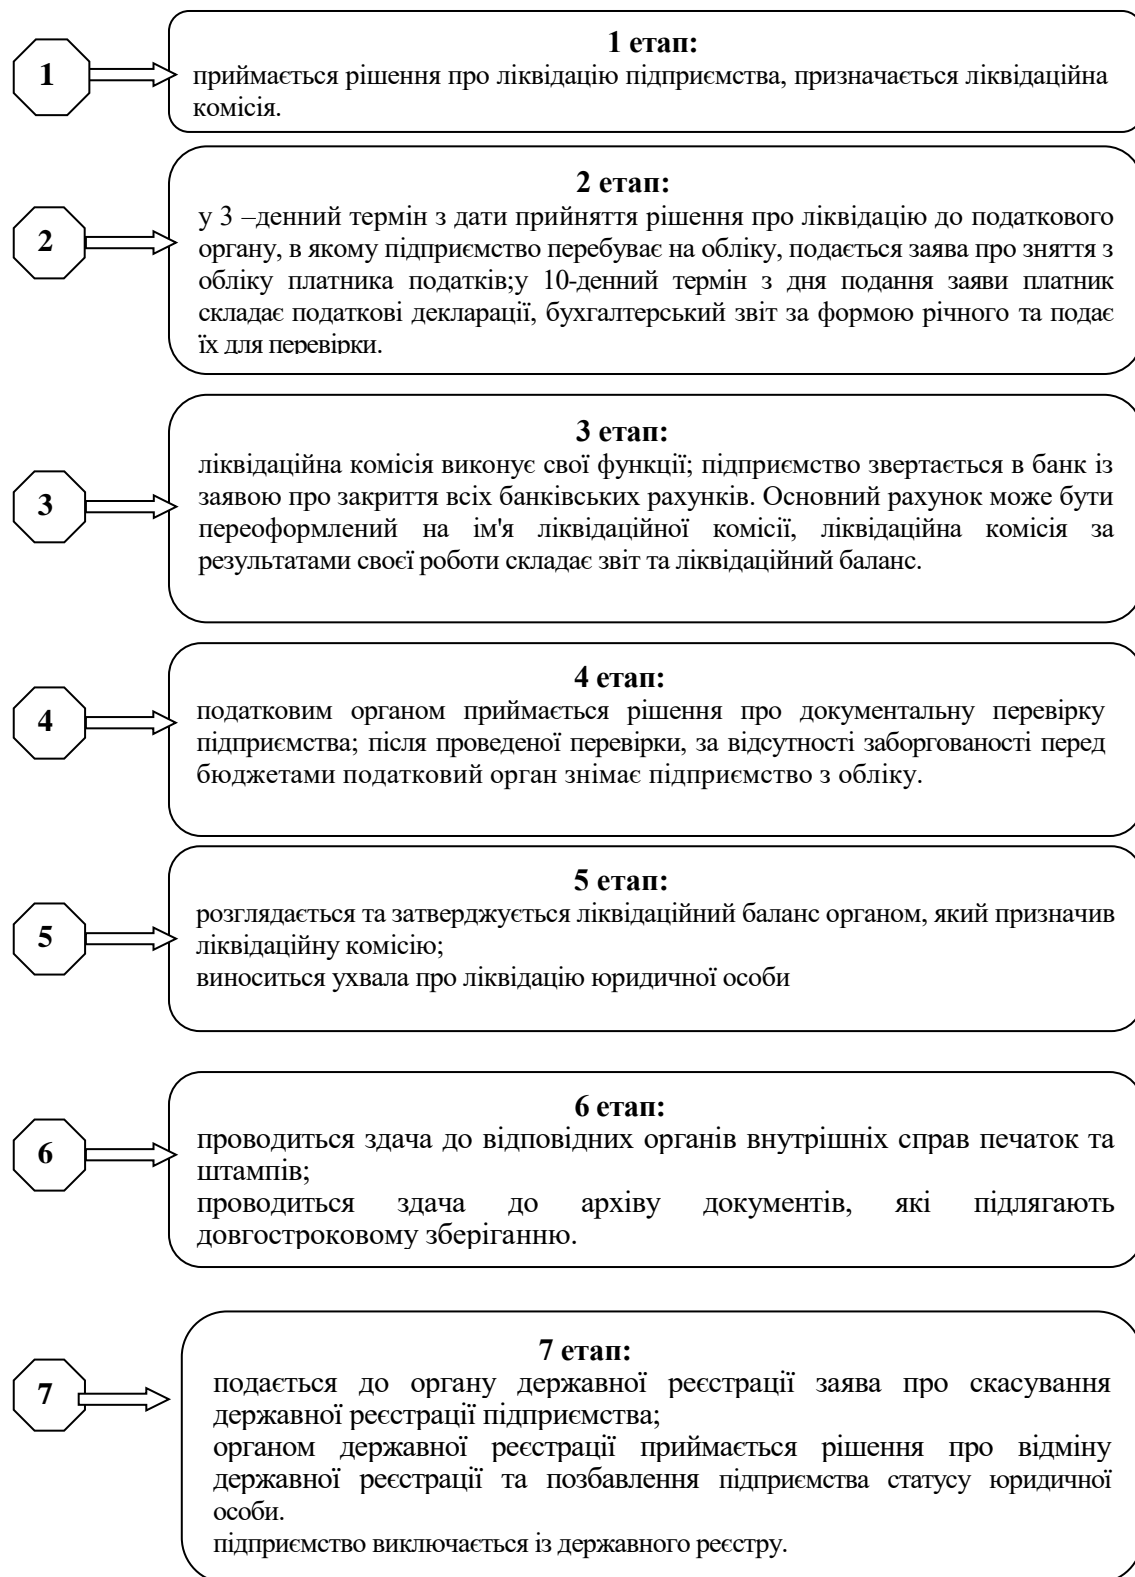 1 етап:
1
приймається рішення про ліквідацію підприємства, призначається ліквідаційна
комісія.
2 етап:
2
у 3 –денний термін з дати прийняття рішення про ліквідацію до податкового
органу, в якому підприємство перебуває на обліку, подається заява про зняття з
обліку платника податків;у 10-денний термін з дня подання заяви платник
складає податкові декларації, бухгалтерський звіт за формою річного та подає
їх для перевірки.
3 етап:
3
ліквідаційна комісія виконує свої функції; підприємство звертається в банк із
заявою про закриття всіх банківських рахунків. Основний рахунок може бути
переоформлений на ім'я ліквідаційної комісії, ліквідаційна комісія за
результатами своєї роботи складає звіт та ліквідаційний баланс.
4 етап:
4
податковим органом приймається рішення про документальну перевірку
підприємства; після проведеної перевірки, за відсутності заборгованості перед
бюджетами податковий орган знімає підприємство з обліку.
5 етап:
5
розглядається та затверджується ліквідаційний баланс органом, який призначив
ліквідаційну комісію;
виноситься ухвала про ліквідацію юридичної особи
6 етап:
6
проводиться здача до відповідних органів внутрішніх справ печаток та
штампів;
проводиться здача до архіву документів, які підлягають
довгостроковому зберіганню.
7 етап:
7
подається до органу державної реєстрації заява про скасування
державної реєстрації підприємства;
органом державної реєстрації приймається рішення про відміну
державної реєстрації та позбавлення підприємства статусу юридичної
особи.
підприємство виключається із державного реєстру.